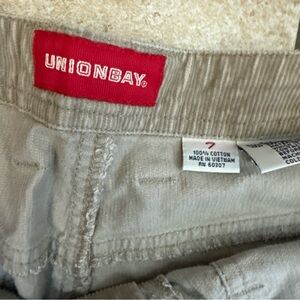 UNIONBAY®
7
100% COTTON
MADE IN VIETNAM
RN 60307